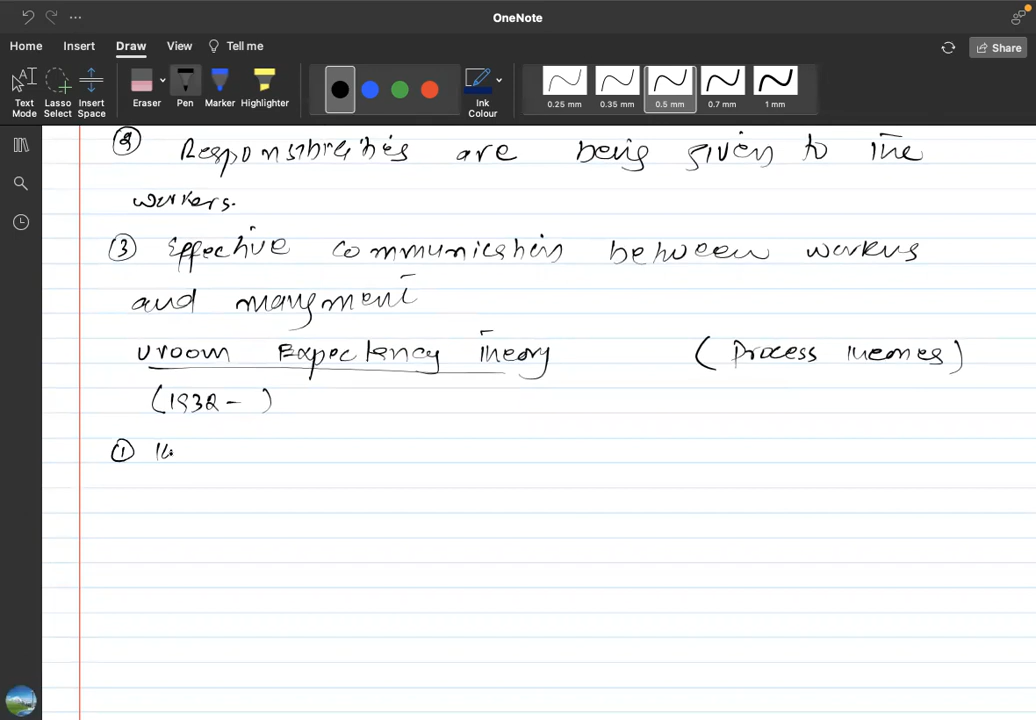 OneNote
Home Insert Draw View Tell me
Share
Text Mode
Lasso Select
Insert Space
Eraser
Pen
Marker
Highlighter
Ink Colour
0.25 mm
0.35 mm
0.5 mm
0.7 mm
1 mm
② Responsibilities are being given to the
workers.
③ Effective communication between workers
and management
Vroom Expectency Theory (Process theories)
(1932 - )
①